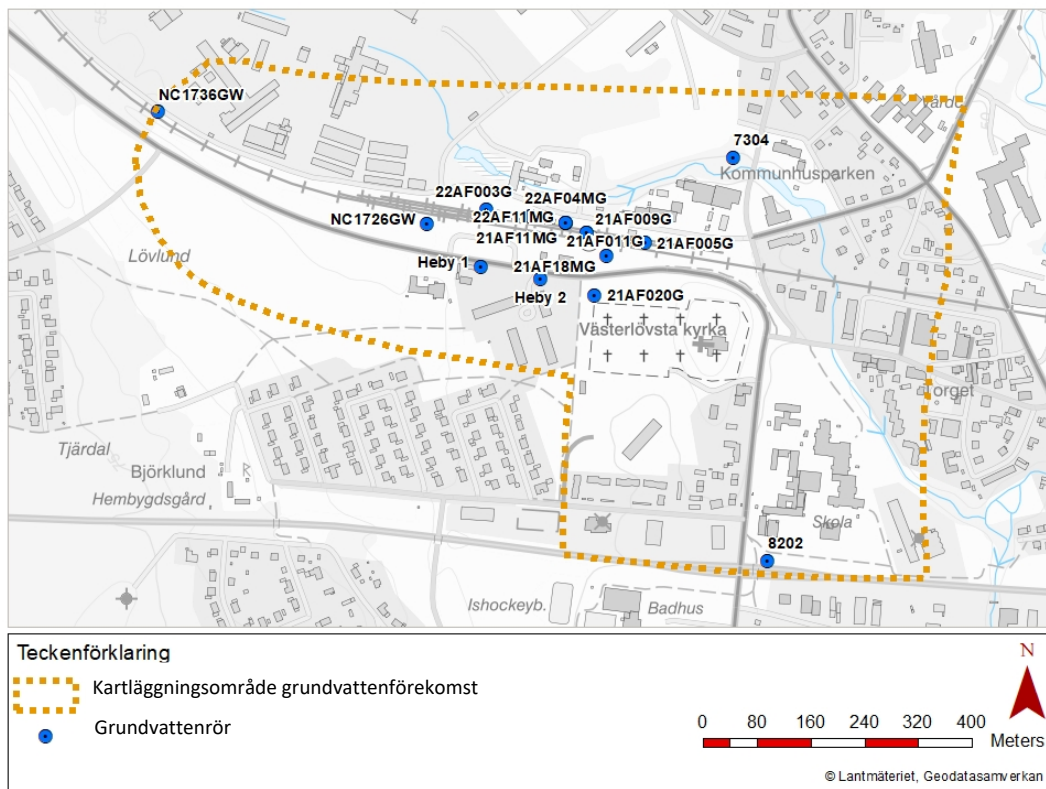 NC1736GW
7304
Kommunhusparken
22AF003G
22AF04MG
NC1726GW
22AF11MG
21AF009G
21AF11MG
21AF011G
21AF005G
Lövlund
Heby 1
21AF18MG
Heby 2
21AF020G
Västerlövsta kyrka
Torget
Tjärdal
Björklund
Hembygdsgård
Skola
8202
Ishockeyb.
Badhus
Teckenförklaring
Kartläggningsområde grundvattenförekomst
Grundvattenrör
N
0 80 160 240 320 400
Meters
© Lantmäteriet, Geodatasamverkan